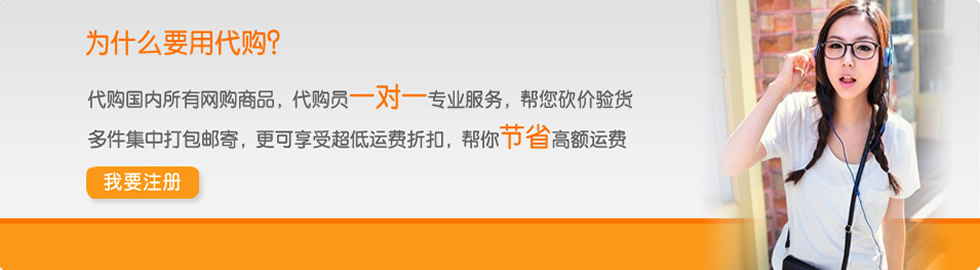 为什么要用代购?
代购国内所有网购商品，代购员一对一专业服务，帮您砍价验货
多件集中打包邮寄，更可享受超低运费折扣，帮你节省高额运费
我要注册